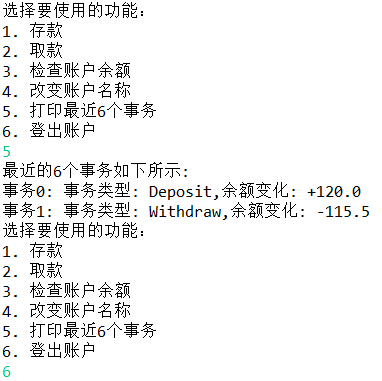 选择要使用的功能：
1. 存款
2. 取款
3. 检查账户余额
4. 改变账户名称
5. 打印最近6个事务
6. 登出账户
5
最近的6个事务如下所示:
事务0: 事务类型: Deposit,余额变化: +120.0
事务1: 事务类型: Withdraw,余额变化: -115.5
选择要使用的功能：
1. 存款
2. 取款
3. 检查账户余额
4. 改变账户名称
5. 打印最近6个事务
6. 登出账户
6